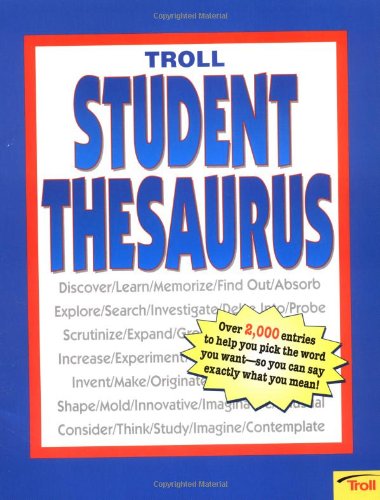 Copyrighted Material
TROLL
STUDENT
THESAURUS
Discover/Learn/Memorize/Find Out/Absorb
Explore/Search/Investigate/Delve Into/Probe
Scrutinize/Expand/
Increase/Experiment
Invent/Make/Originate
Shape/Mold/Innovative/
Consider/Think/Study/Imagine/Contemplate
Over 2,000 entries
to help you pick the word
you want—so you can say
exactly what you mean!
Troll
Copyrighted Material